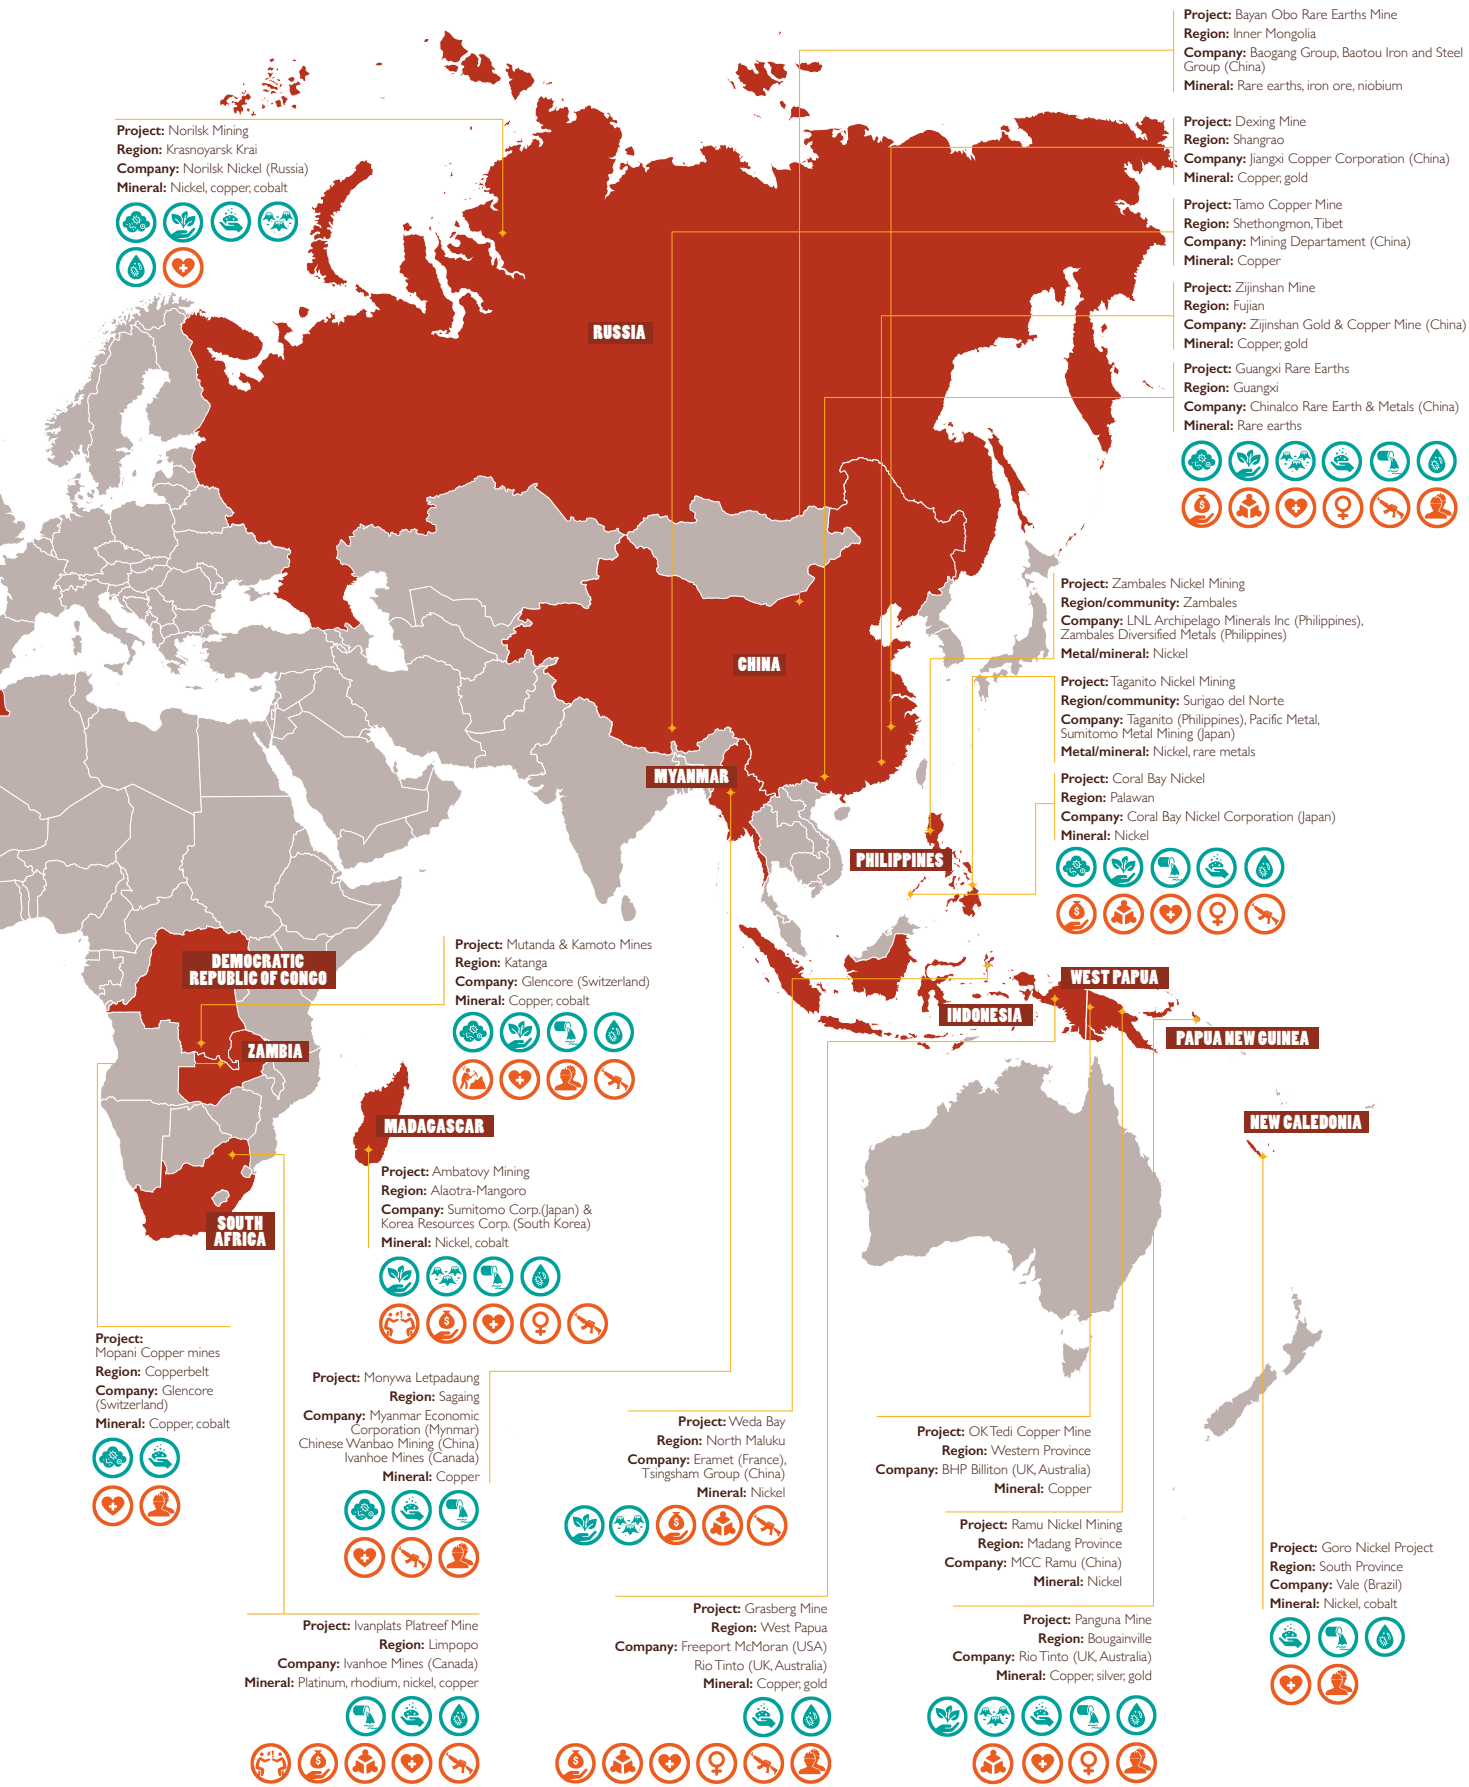 Project: Bayan Obo Rare Earths Mine
Region: Inner Mongolia
Company: Baogang Group, Baotou Iron and Steel
Group (China)
Mineral: Rare earths, iron ore, niobium
Project: Dexing Mine
Region: Shangrao
Company: Jiangxi Copper Corporation (China)
Mineral: Copper, gold
Project: Tamo Copper Mine
Region: Shethongmon, Tibet
Company: Mining Departament (China)
Mineral: Copper
Project: Zijinshan Mine
Region: Fujian
Company: Zijinshan Gold & Copper Mine (China)
Mineral: Copper, gold
Project: Guangxi Rare Earths
Region: Guangxi
Company: Chinalco Rare Earth & Metals (China)
Mineral: Rare earths
Project: Norilsk Mining
Region: Krasnoyarsk Krai
Company: Norilsk Nickel (Russia)
Mineral: Nickel, copper, cobalt
RUSSIA
CHINA
MYANMAR
PHILIPPINES
Project: Zambales Nickel Mining
Region/community: Zambales
Company: LNL Archipelago Minerals Inc (Philippines),
Zambales Diversified Metals (Philippines)
Metal/mineral: Nickel
Project: Taganito Nickel Mining
Region/community: Surigao del Norte
Company: Taganito (Philippines), Pacific Metal,
Sumitomo Metal Mining (Japan)
Metal/mineral: Nickel, rare metals
Project: Coral Bay Nickel
Region: Palawan
Company: Coral Bay Nickel Corporation (Japan)
Mineral: Nickel
DEMOCRATIC
REPUBLIC OF CONGO
Project: Mutanda & Kamoto Mines
Region: Katanga
Company: Glencore (Switzerland)
Mineral: Copper, cobalt
WEST PAPUA
INDONESIA
PAPUA NEW GUINEA
ZAMBIA
MADAGASCAR
NEW CALEDONIA
Project: Ambatovy Mining
Region: Alaotra-Mangoro
Company: Sumitomo Corp.(Japan) &
Korea Resources Corp. (South Korea)
Mineral: Nickel, cobalt
SOUTH
AFRICA
Project:
Mopani Copper mines
Region: Copperbelt
Company: Glencore
(Switzerland)
Mineral: Copper, cobalt
Project: Monywa Letpadaung
Region: Sagaing
Company: Myanmar Economic
Corporation (Mynmar)
Chinese Wanbao Mining (China)
Ivanhoe Mines (Canada)
Mineral: Copper
Project: Weda Bay
Region: North Maluku
Company: Eramet (France),
Tsingsham Group (China)
Mineral: Nickel
Project: OK Tedi Copper Mine
Region: Western Province
Company: BHP Billiton (UK, Australia)
Mineral: Copper
Project: Ramu Nickel Mining
Region: Madang Province
Company: MCC Ramu (China)
Mineral: Nickel
Project: Goro Nickel Project
Region: South Province
Company: Vale (Brazil)
Mineral: Nickel, cobalt
Project: Ivanplats Platreef Mine
Region: Limpopo
Company: Ivanhoe Mines (Canada)
Mineral: Platinum, rhodium, nickel, copper
Project: Grasberg Mine
Region: West Papua
Company: Freeport McMoran (USA)
Rio Tinto (UK, Australia)
Mineral: Copper, gold
Project: Panguna Mine
Region: Bougainville
Company: Rio Tinto (UK, Australia)
Mineral: Copper, silver, gold